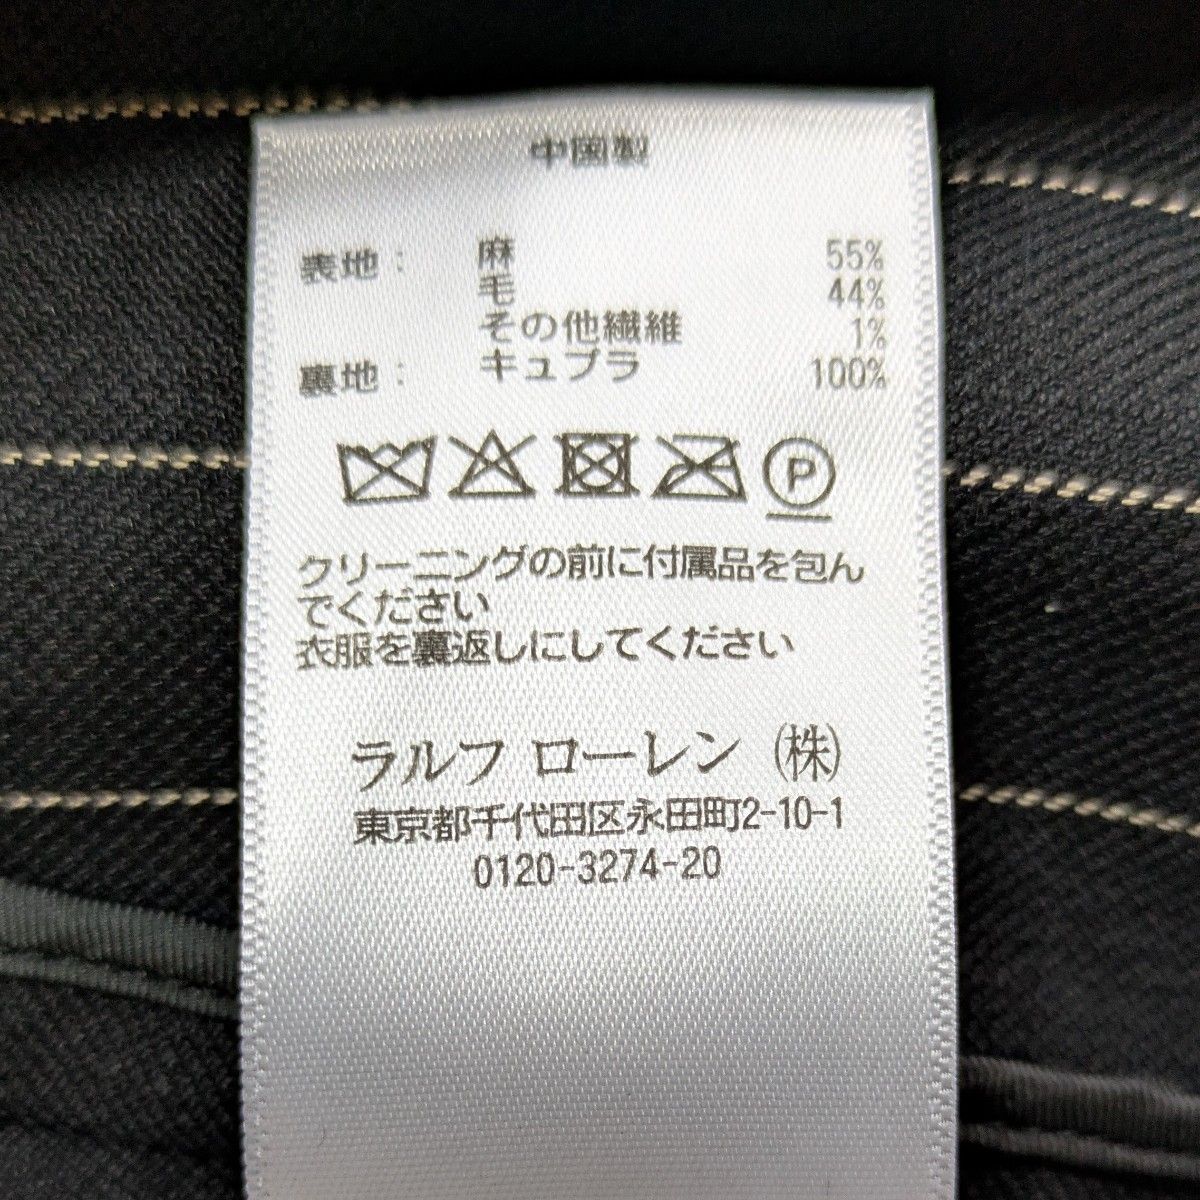 中国製
表地： 麻 55%
毛 44%
その他繊維 1%
裏地： キュプラ 100%
P
クリーニングの前に付属品を包ん
でください
衣服を裏返しにしてください
ラルフ ローレン (株)
東京都千代田区永田町2-10-1
0120-3274-20